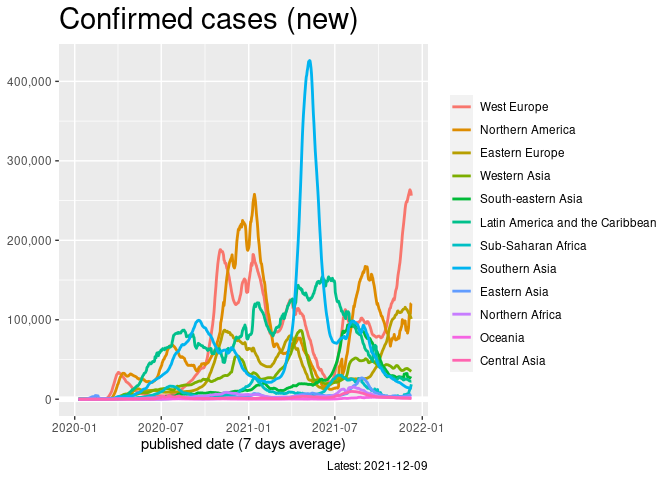 Confirmed cases (new)
400,000
300,000
200,000
100,000
0
2020-01 2020-07 2021-01 2021-07 2022-01
published date (7 days average)
Latest: 2021-12-09
West Europe
Northern America
Eastern Europe
Western Asia
South-eastern Asia
Latin America and the Caribbean
Sub-Saharan Africa
Southern Asia
Eastern Asia
Northern Africa
Oceania
Central Asia